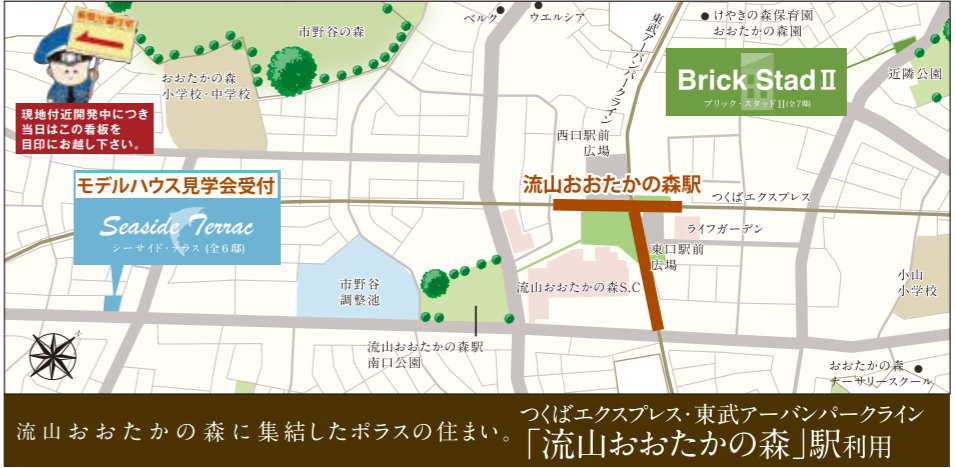 ベルク
ウエルシア
市野谷の森
東武アーバンパークライン
けやきの森保育園
おおたかの森園
おおたかの森
小学校・中学校
Brick Stad II
ブリック・スタッドII(全7邸)
近隣公園
現地付近開発中につき
当日はこの看板を
目印にお越し下さい。
西口駅前
広場
モデルハウス見学会受付
Seaside Terrac
シーサイド・テラス(全6邸)
流山おおたかの森駅
つくばエクスプレス
ライフガーデン
東口駅前
広場
市野谷
調整池
流山おおたかの森S.C
小山
小学校
流山おおたかの森駅
南口公園
おおたかの森
ナーサリースクール
N
流山おおたかの森に集結したポラスの住まい。
つくばエクスプレス・東武アーバンパークライン
「流山おおたかの森」駅利用